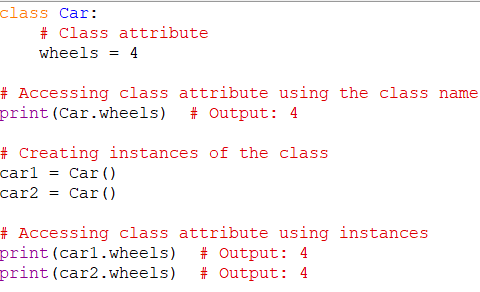 class Car:
    # Class attribute
    wheels = 4

# Accessing class attribute using the class name
print(Car.wheels)  # Output: 4

# Creating instances of the class
car1 = Car()
car2 = Car()

# Accessing class attribute using instances
print(car1.wheels)  # Output: 4
print(car2.wheels)  # Output: 4